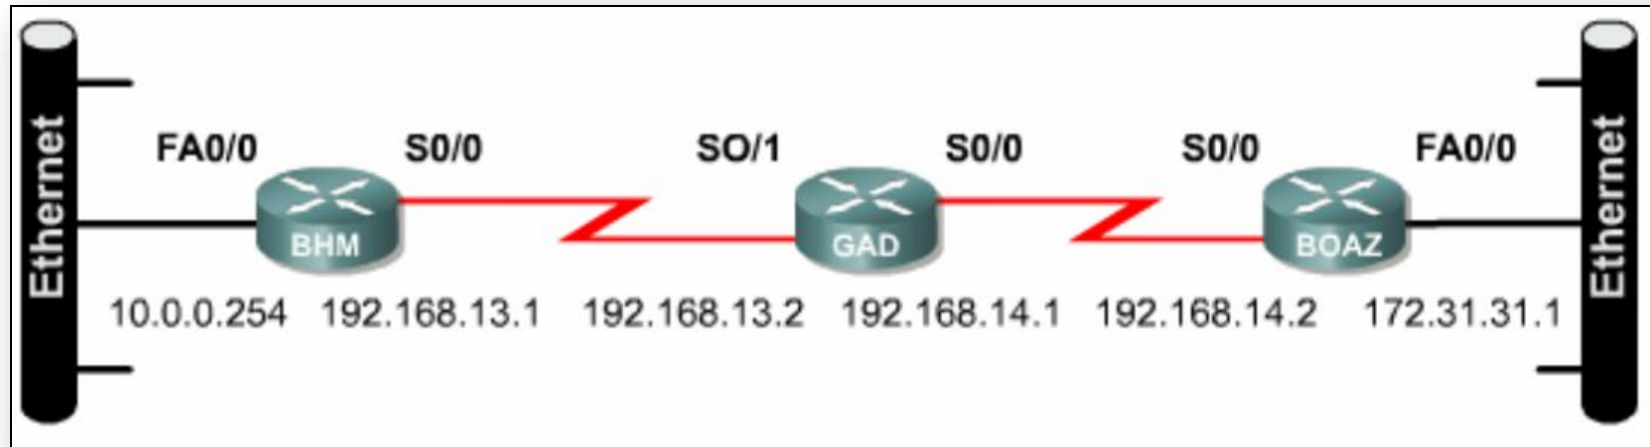 Ethernet
FA0/0 S0/0 SO/1 S0/0 S0/0 FA0/0
BHM GAD BOAZ
10.0.0.254 192.168.13.1 192.168.13.2 192.168.14.1 192.168.14.2 172.31.31.1
Ethernet